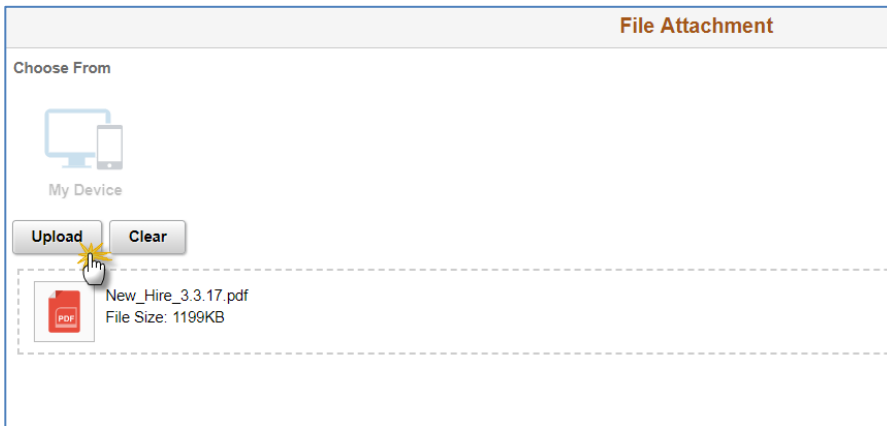 File Attachment
Choose From
My Device
Upload Clear
New_Hire_3.3.17.pdf
PDF
File Size: 1199KB